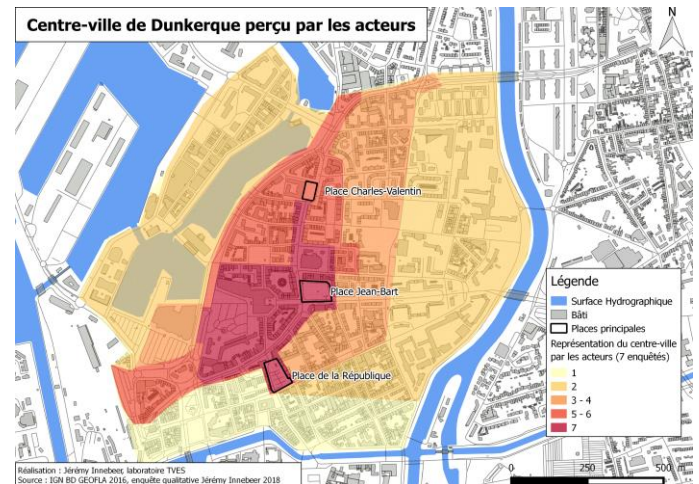 Centre-ville de Dunkerque perçu par les acteurs
N
Place Charles-Valentin
Place Jean-Bart
Place de la République
Légende
Surface Hydrographique
Bâti
Places principales
Représentation du centre-ville
par les acteurs (7 enquêtés)
1
2
3 - 4
5 - 6
7
Réalisation : Jérémy Innebeer, laboratoire TVES
Source : IGN BD GEOFLA 2016, enquête qualitative Jérémy Innebeer 2018
0 250 500 m